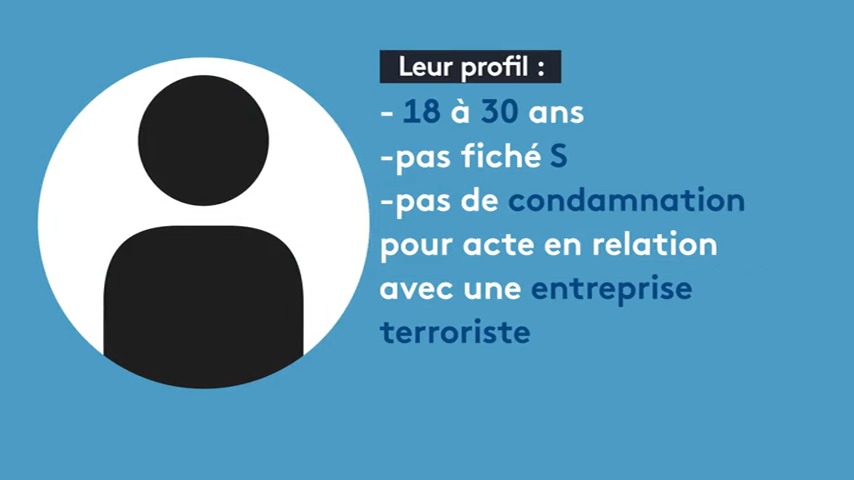 Leur profil :
- 18 à 30 ans
-pas fiché S
-pas de condamnation
pour acte en relation
avec une entreprise
terroriste